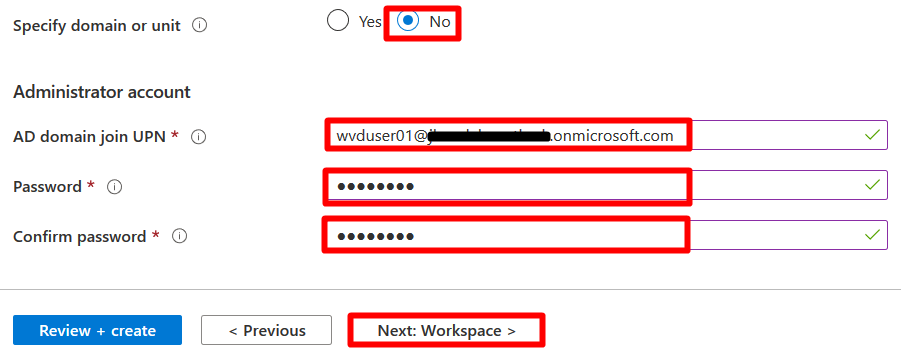 Specify domain or unit Yes No
Administrator account
AD domain join UPN * wvduser01@ .onmicrosoft.com
Password * ●●●●●●●●
Confirm password * ●●●●●●●●
Review + create < Previous Next: Workspace >